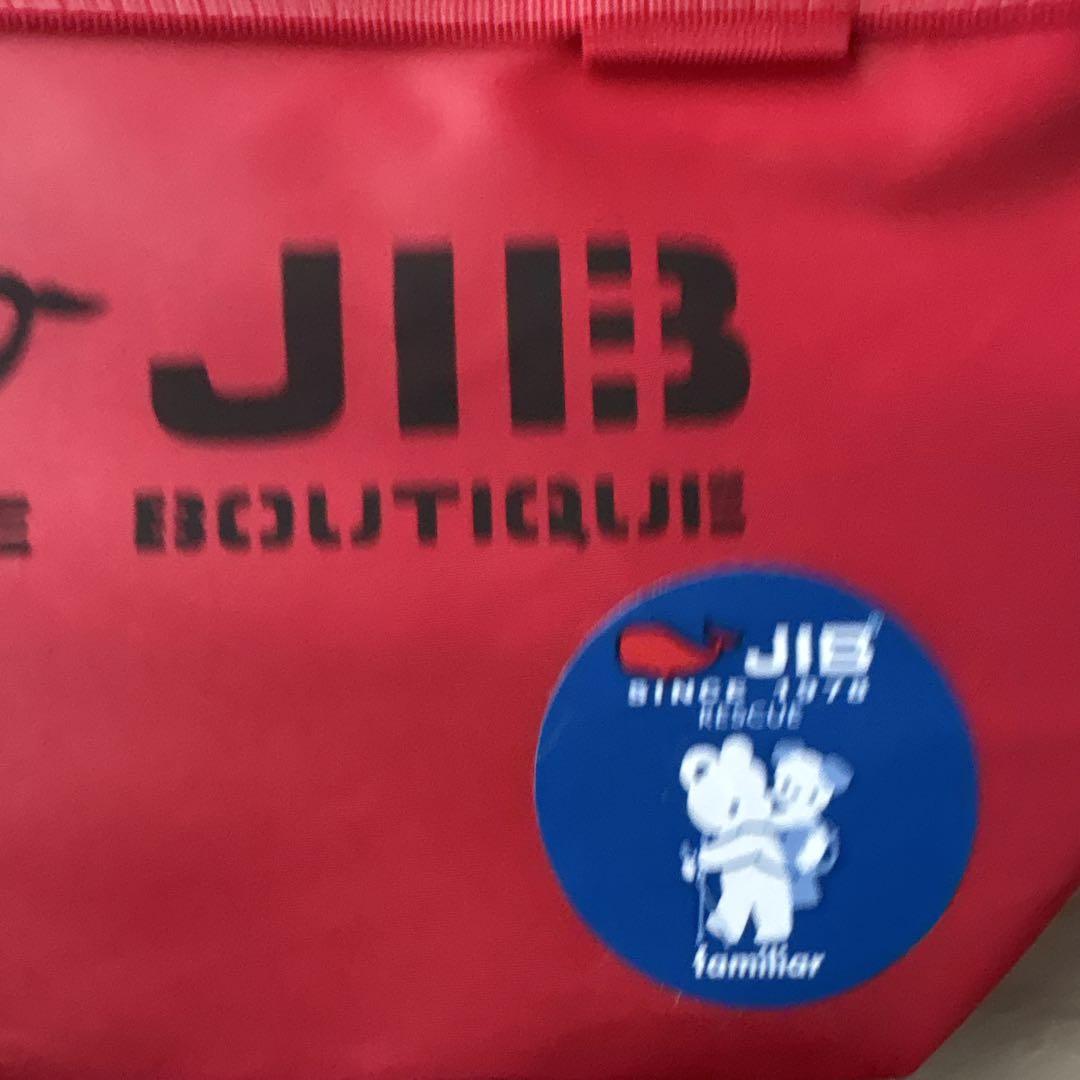 JIB
BOUTIQUE
JIB
SINCE 1978
RESCUE
familiar